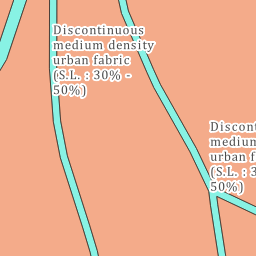 Discontinuous
medium density
urban fabric
(S.L. : 30% -
50%)
Discont
medium
urban f
(S.L. : 3
50%)